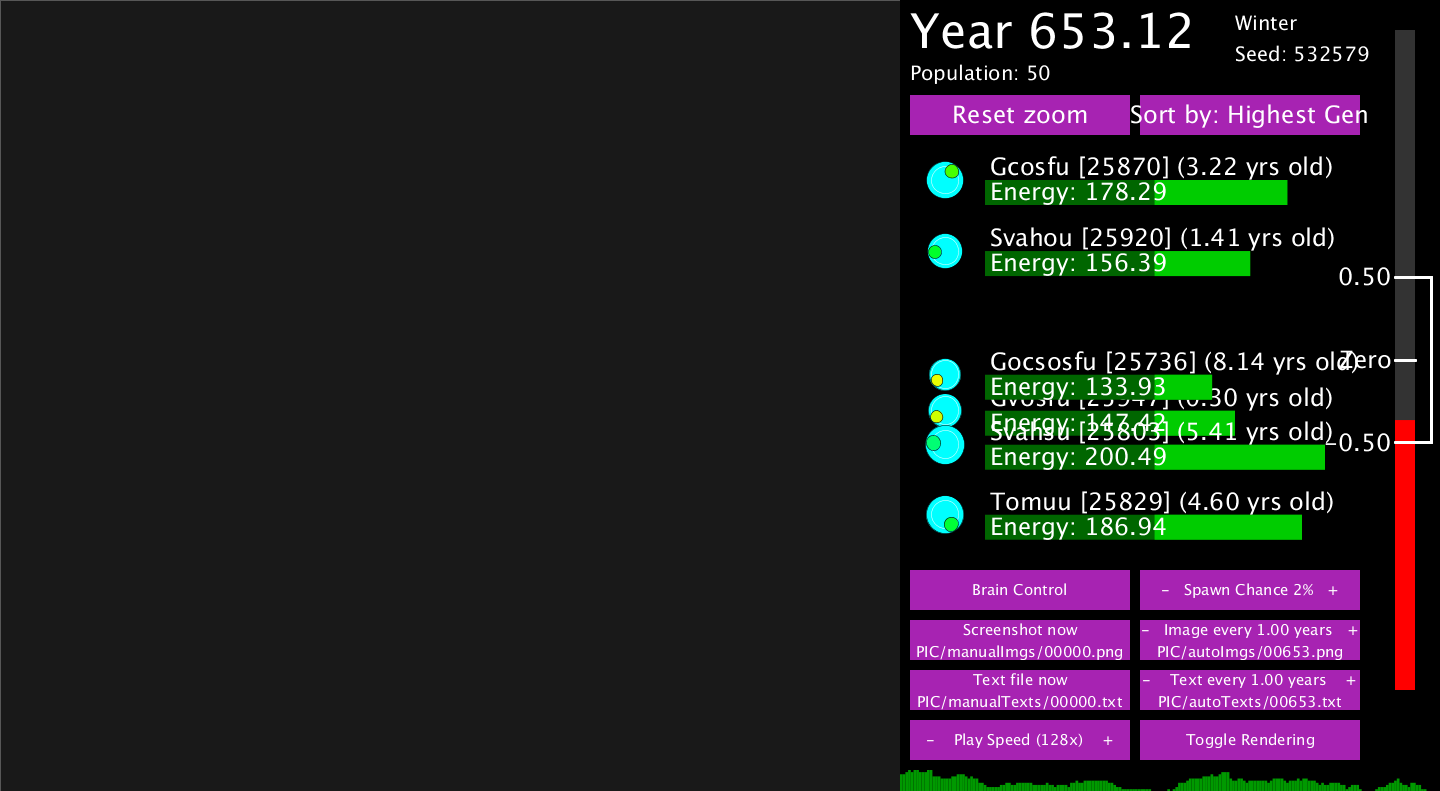 Year 653.12
Winter
Seed: 532579
Population: 50
Reset zoom
Sort by: Highest Gen
Gcosfu [25870] (3.22 yrs old)
Energy: 178.29
Svahou [25920] (1.41 yrs old)
Energy: 156.39
0.50
Gocsosfu [25736] (8.14 yrs old)
Zero
Energy: 133.93
Gvosfu [25947] (0.30 yrs old)
Energy: 147.42
Svahsu [25803] (5.41 yrs old)
-0.50
Energy: 200.49
Tomuu [25829] (4.60 yrs old)
Energy: 186.94
Brain Control
- Spawn Chance 2% +
Screenshot now
PIC/manualImgs/00000.png
- Image every 1.00 years +
PIC/autoImgs/00653.png
Text file now
PIC/manualTexts/00000.txt
- Text every 1.00 years +
PIC/autoTexts/00653.txt
- Play Speed (128x) +
Toggle Rendering